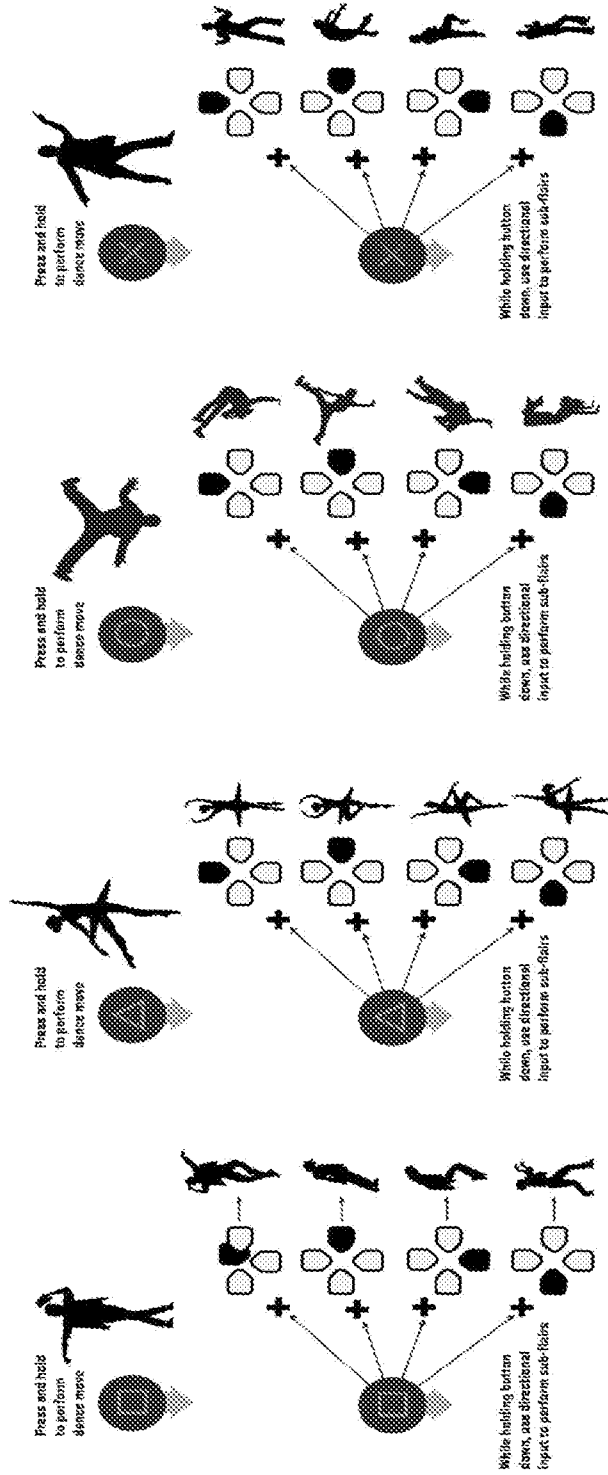 Press and hold
to perform
dance move
While holding button
down, use directional
input to perform sub-flairs
Press and hold
to perform
dance move
While holding button
down, use directional
input to perform sub-flairs
Press and hold
to perform
dance move
While holding button
down, use directional
input to perform sub-flairs
Press and hold
to perform
dance move
While holding button
down, use directional
input to perform sub-flairs